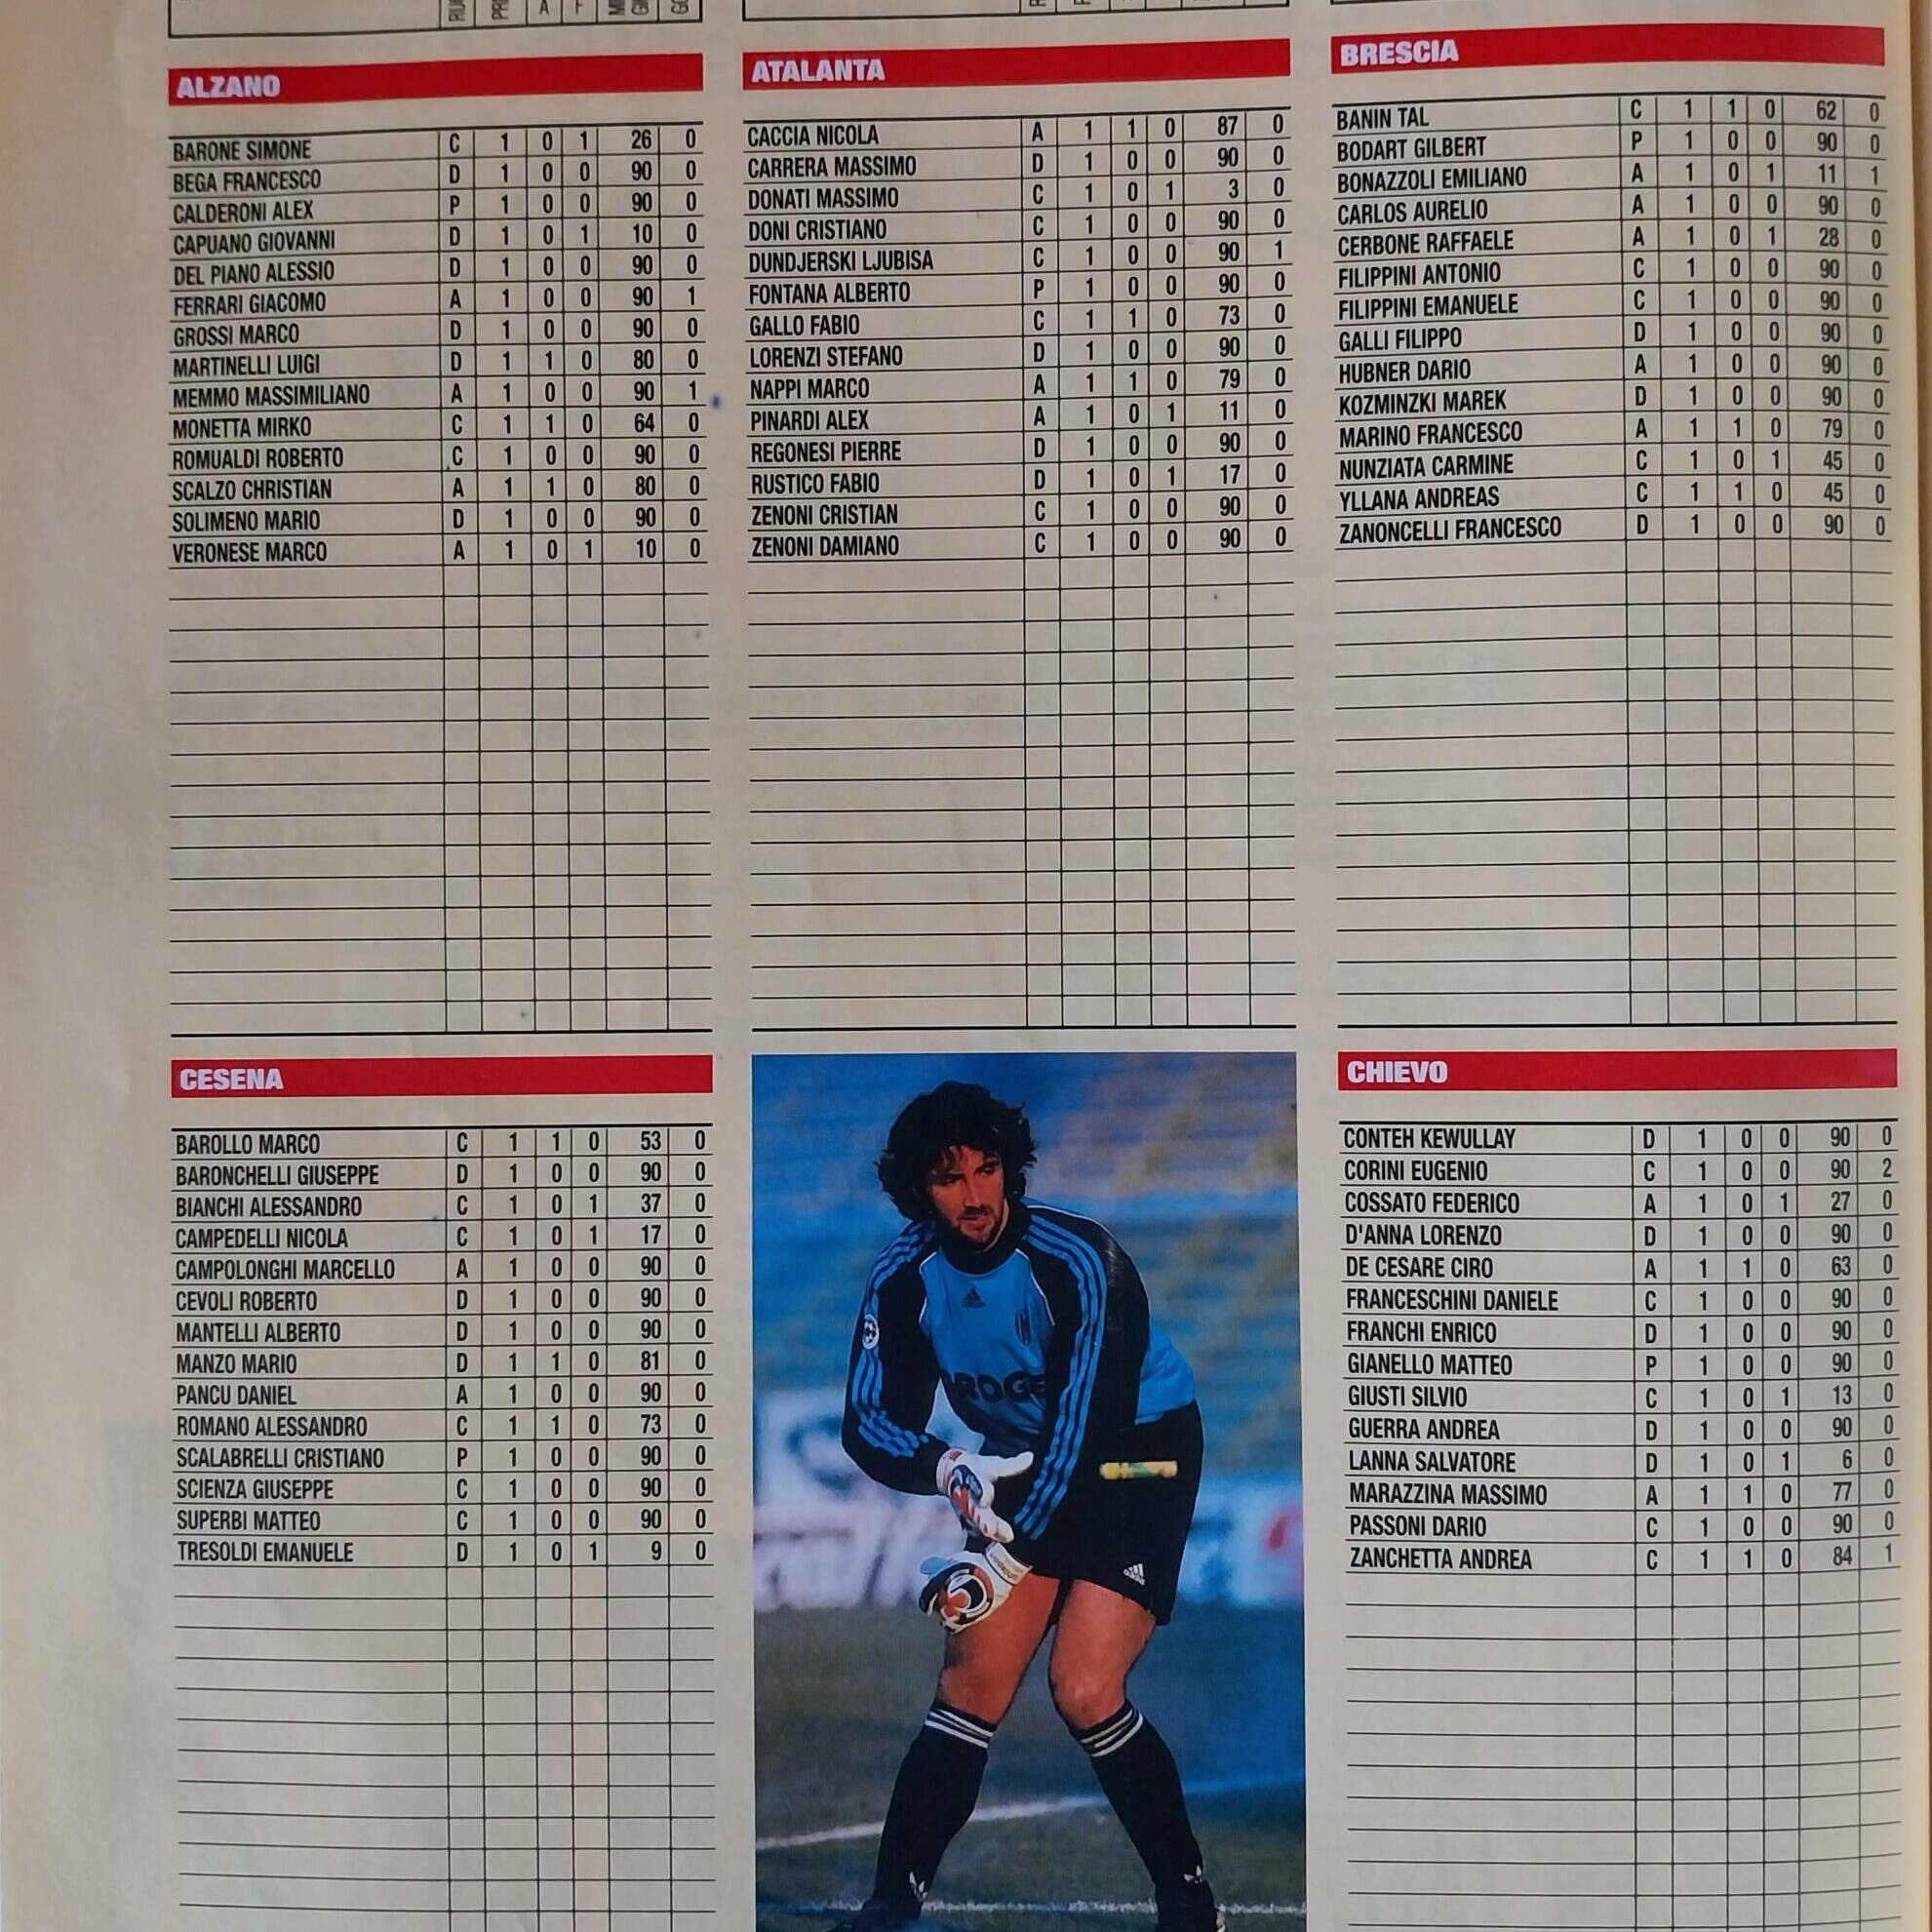 A F
ALZANO
BARONE SIMONE C 1 0 1 26 0
BEGA FRANCESCO D 1 0 0 90 0
CALDERONI ALEX P 1 0 0 90 0
CAPUANO GIOVANNI D 1 0 1 10 0
DEL PIANO ALESSIO D 1 0 0 90 0
FERRARI GIACOMO A 1 0 0 90 1
GROSSI MARCO D 1 0 0 90 0
MARTINELLI LUIGI D 1 1 0 80 0
MEMMO MASSIMILIANO A 1 0 0 90 1
MONETTA MIRKO C 1 1 0 64 0
ROMUALDI ROBERTO C 1 0 0 90 0
SCALZO CHRISTIAN A 1 1 0 80 0
SOLIMENO MARIO D 1 0 0 90 0
VERONESE MARCO A 1 0 1 10 0
ATALANTA
CACCIA NICOLA A 1 1 0 87 0
CARRERA MASSIMO D 1 0 0 90 0
DONATI MASSIMO C 1 0 1 3 0
DONI CRISTIANO C 1 0 0 90 0
DUNDJERSKI LJUBISA C 1 0 0 90 1
FONTANA ALBERTO P 1 0 0 90 0
GALLO FABIO C 1 1 0 73 0
LORENZI STEFANO D 1 0 0 90 0
NAPPI MARCO A 1 1 0 79 0
PINARDI ALEX A 1 0 1 11 0
REGONESI PIERRE D 1 0 0 90 0
RUSTICO FABIO D 1 0 1 17 0
ZENONI CRISTIAN C 1 0 0 90 0
ZENONI DAMIANO C 1 0 0 90 0
BRESCIA
BANIN TAL C 1 1 0 62 0
BODART GILBERT P 1 0 0 90 0
BONAZZOLI EMILIANO A 1 0 1 11 1
CARLOS AURELIO A 1 0 0 90 0
CERBONE RAFFAELE A 1 0 1 28 0
FILIPPINI ANTONIO C 1 0 0 90 0
FILIPPINI EMANUELE C 1 0 0 90 0
GALLI FILIPPO D 1 0 0 90 0
HUBNER DARIO A 1 0 0 90 0
KOZMINZKI MAREK D 1 0 0 90 0
MARINO FRANCESCO A 1 1 0 79 0
NUNZIATA CARMINE C 1 0 1 45 0
YLLANA ANDREAS C 1 1 0 45 0
ZANONCELLI FRANCESCO D 1 0 0 90 0
CESENA
BAROLLO MARCO C 1 1 0 53 0
BARONCHELLI GIUSEPPE D 1 0 0 90 0
BIANCHI ALESSANDRO C 1 0 1 37 0
CAMPEDELLI NICOLA C 1 0 1 17 0
CAMPOLONGHI MARCELLO A 1 0 0 90 0
CEVOLI ROBERTO D 1 0 0 90 0
MANTELLI ALBERTO D 1 0 0 90 0
MANZO MARIO D 1 1 0 81 0
PANCU DANIEL A 1 0 0 90 0
ROMANO ALESSANDRO C 1 1 0 73 0
SCALABRELLI CRISTIANO P 1 0 0 90 0
SCIENZA GIUSEPPE C 1 0 0 90 0
SUPERBI MATTEO C 1 0 0 90 0
TRESOLDI EMANUELE D 1 0 1 9 0
CHIEVO
CONTEH KEWULLAY D 1 0 0 90 0
CORINI EUGENIO C 1 0 0 90 2
COSSATO FEDERICO A 1 0 1 27 0
D'ANNA LORENZO D 1 0 0 90 0
DE CESARE CIRO A 1 1 0 63 0
FRANCESCHINI DANIELE C 1 0 0 90 0
FRANCHI ENRICO D 1 0 0 90 0
GIANELLO MATTEO P 1 0 0 90 0
GIUSTI SILVIO C 1 0 1 13 0
GUERRA ANDREA D 1 0 0 90 0
LANNA SALVATORE D 1 0 1 6 0
MARAZZINA MASSIMO A 1 1 0 77 0
PASSONI DARIO C 1 0 0 90 0
ZANCHETTA ANDREA C 1 1 0 84 1